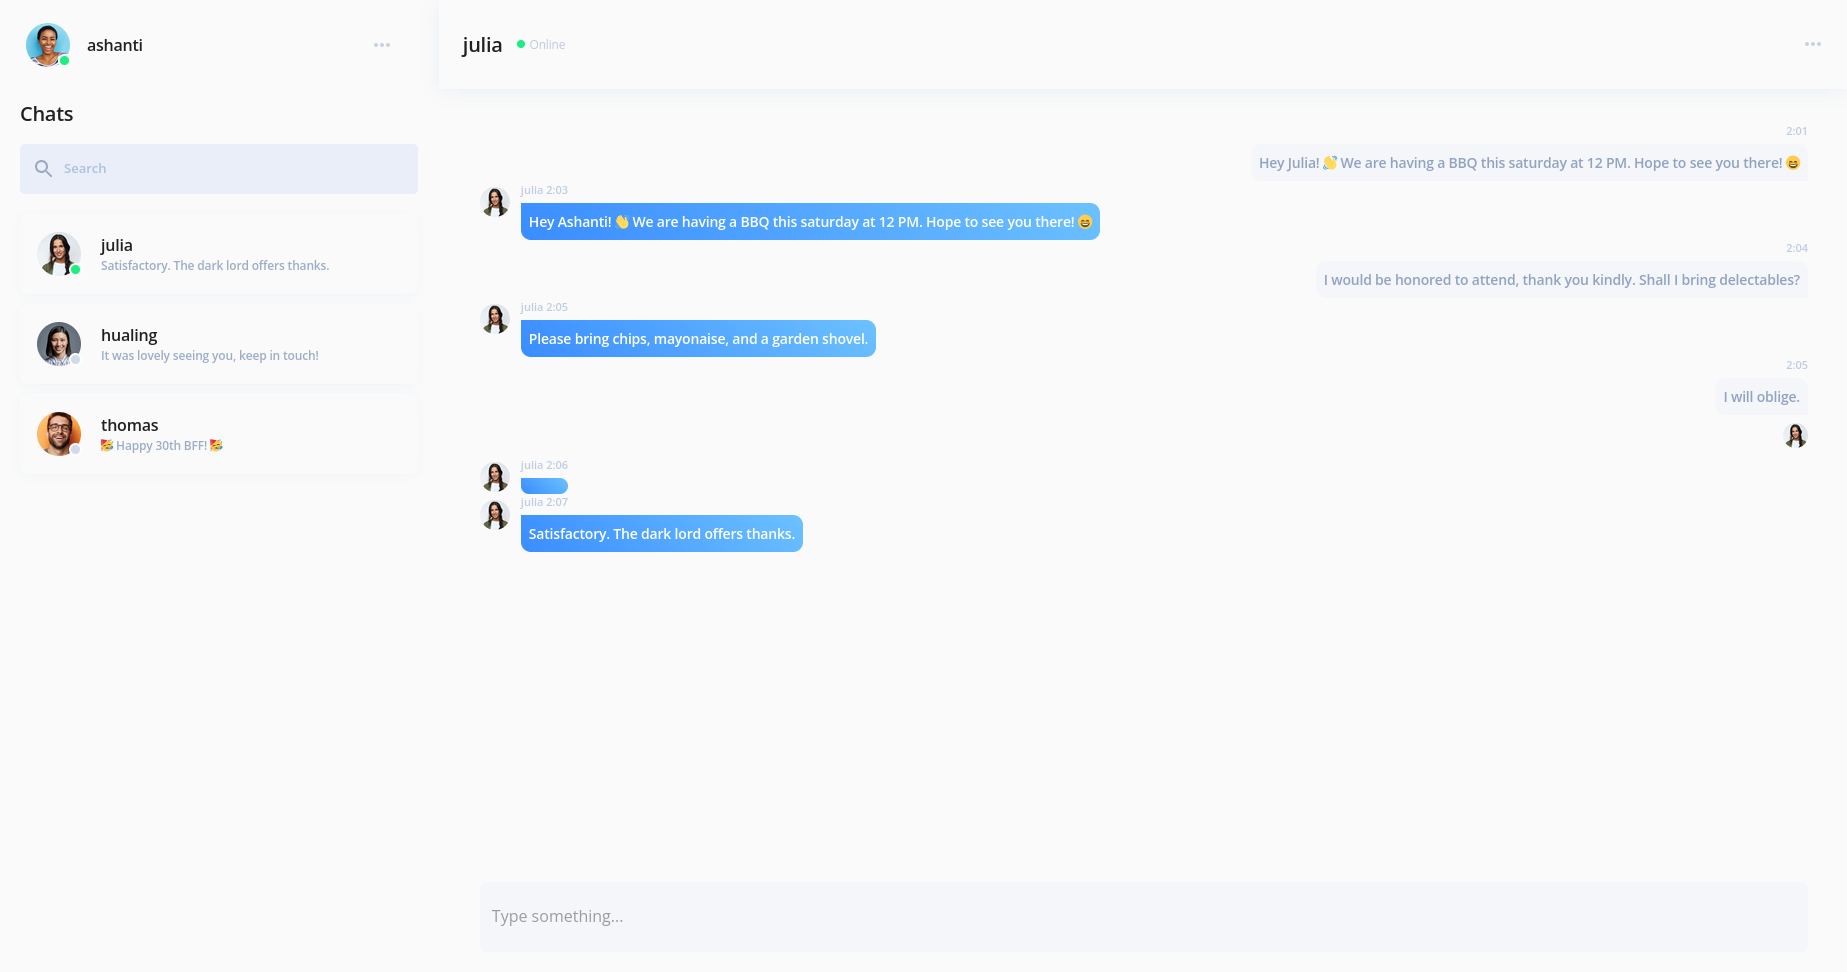 ashanti
Chats
Search
julia
Satisfactory. The dark lord offers thanks.
hualing
It was lovely seeing you, keep in touch!
thomas
🥳 Happy 30th BFF! 🥳
julia
Online
2:01
Hey Julia! 👋 We are having a BBQ this saturday at 12 PM. Hope to see you there! 😄
julia 2:03
Hey Ashanti! 👋 We are having a BBQ this saturday at 12 PM. Hope to see you there! 😄
2:04
I would be honored to attend, thank you kindly. Shall I bring delectables?
julia 2:05
Please bring chips, mayonaise, and a garden shovel.
2:05
I will oblige.
julia 2:06
julia 2:07
Satisfactory. The dark lord offers thanks.
Type something...